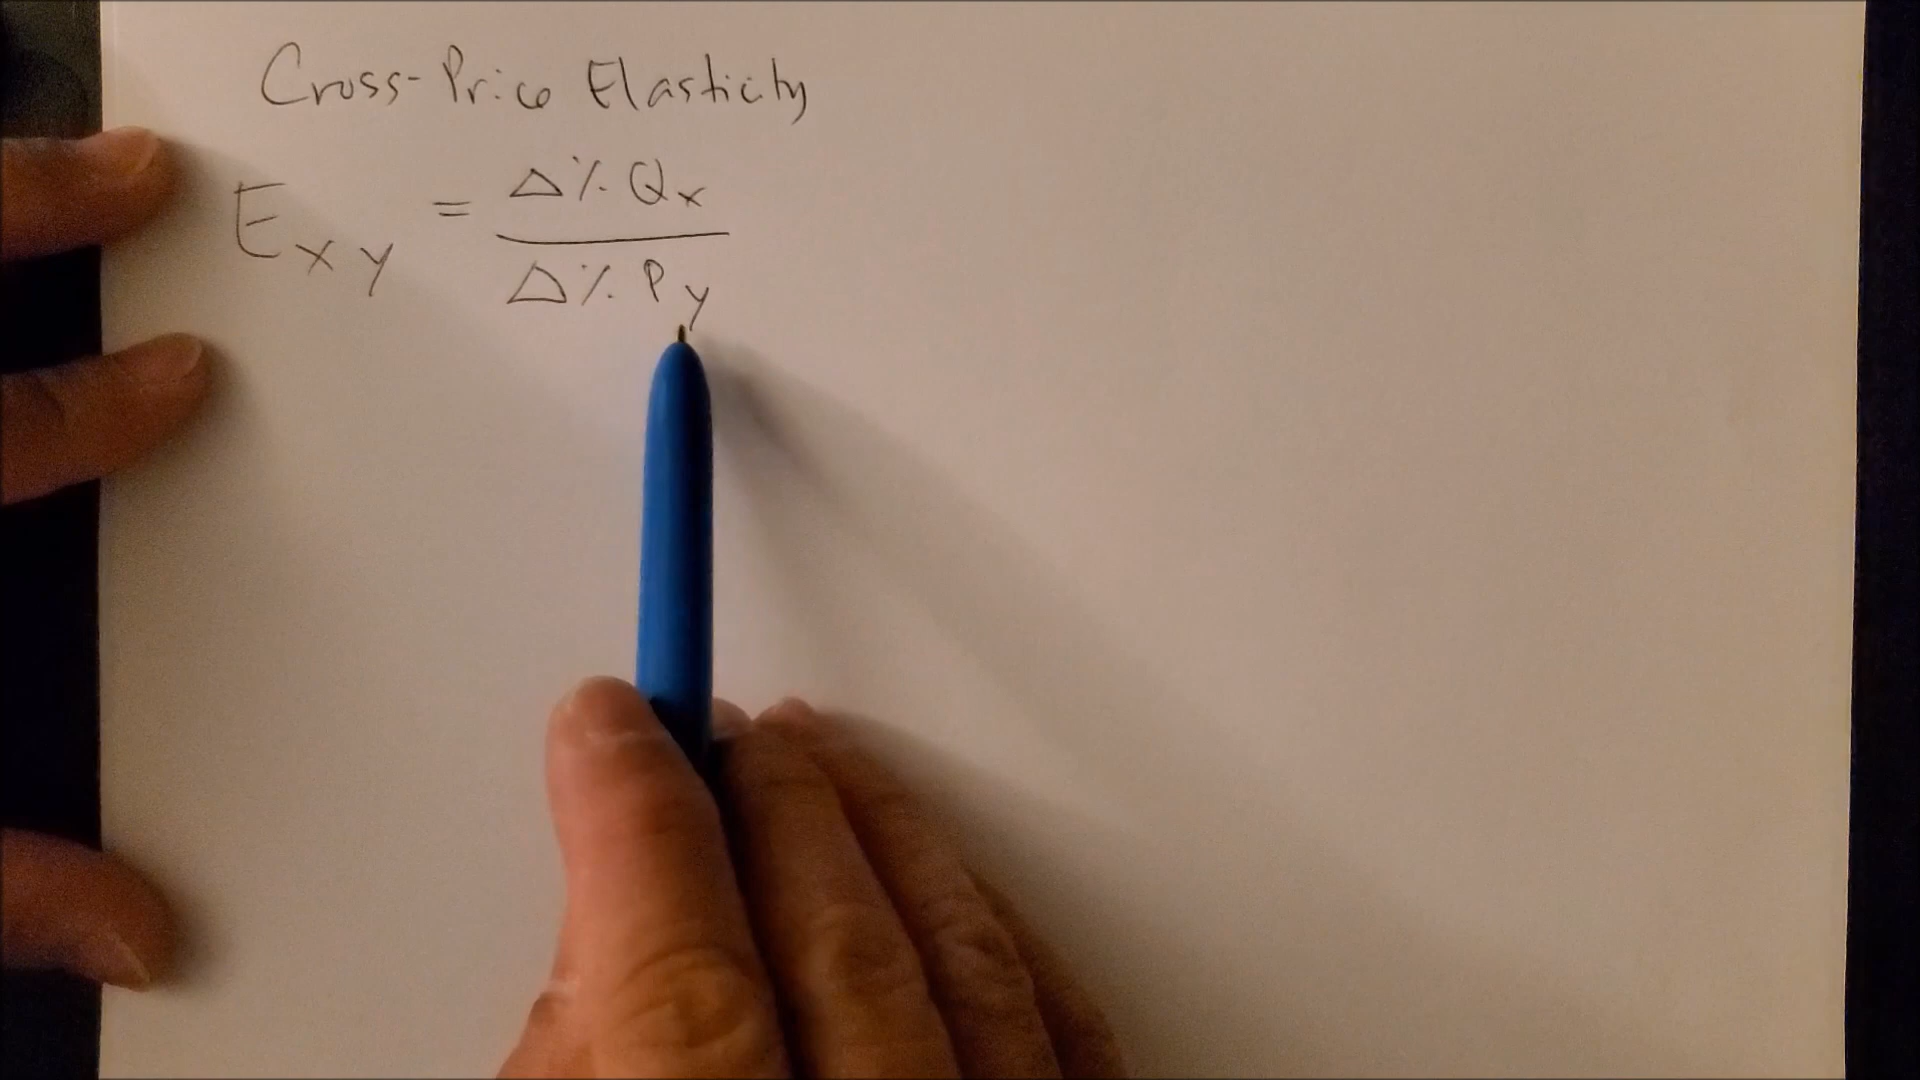 Cross-Price Elasticity
Exy = Δ% Qx
Δ% Py